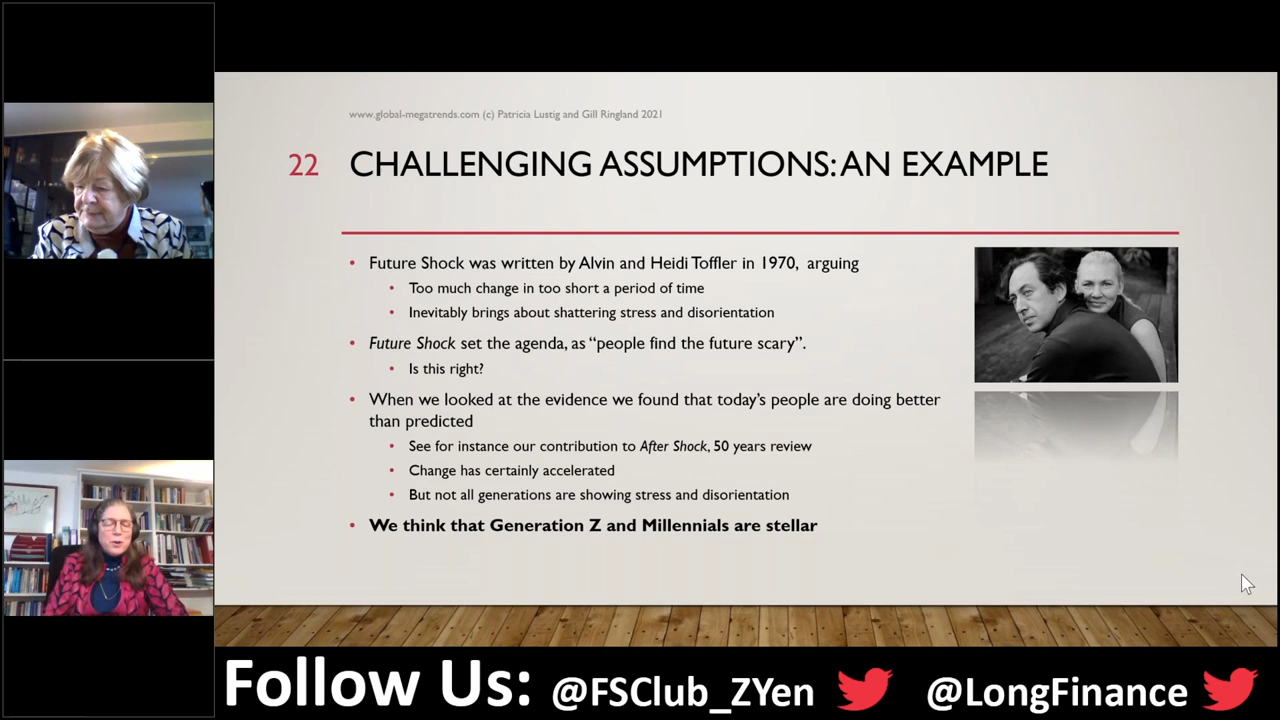 www.global-megatrends.com (c) Patricia Lustig and Gill Ringland 2021
22 CHALLENGING ASSUMPTIONS: AN EXAMPLE
• Future Shock was written by Alvin and Heidi Toffler in 1970, arguing
• Too much change in too short a period of time
• Inevitably brings about shattering stress and disorientation
• Future Shock set the agenda, as “people find the future scary”.
• Is this right?
• When we looked at the evidence we found that today’s people are doing better
than predicted
• See for instance our contribution to After Shock, 50 years review
• Change has certainly accelerated
• But not all generations are showing stress and disorientation
• We think that Generation Z and Millennials are stellar
Follow Us: @FSClub_ZYen @LongFinance